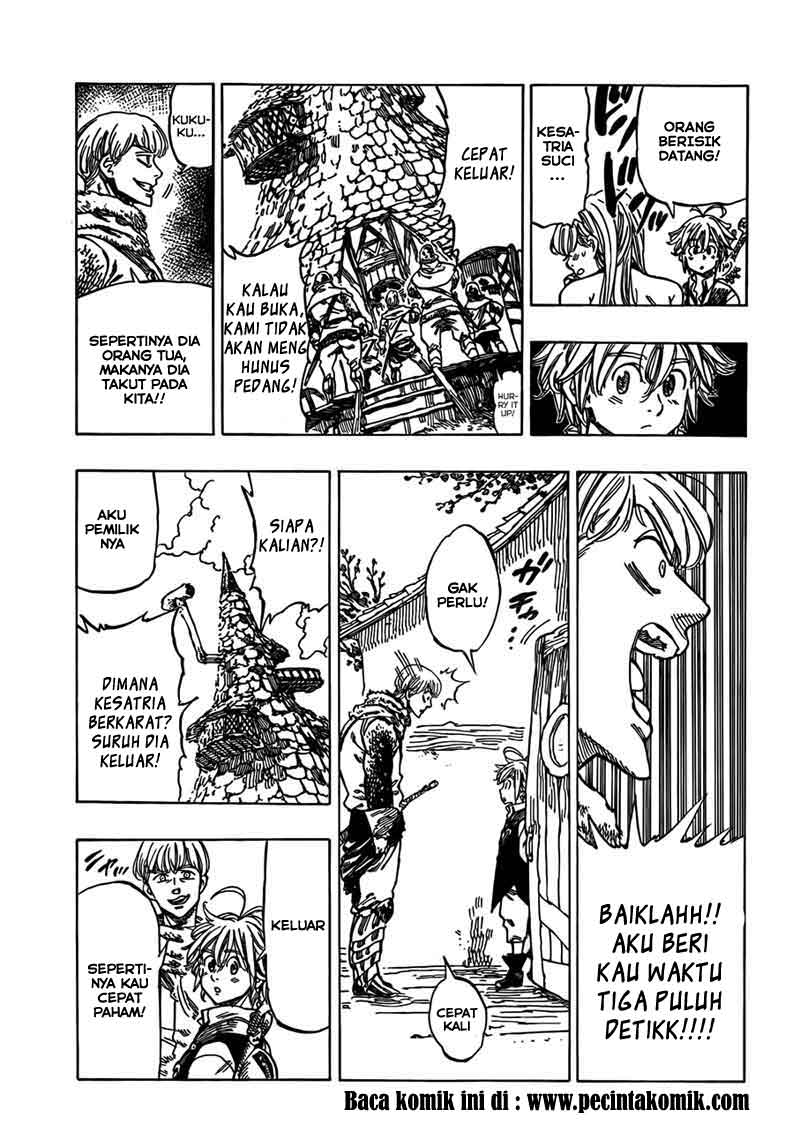 ORANG
BERISIK
DATANG!
KESA-
TRIA
SUCI
...
CEPAT
KELUAR!
KALAU
KAU BUKA,
KAMI TIDAK
AKAN MENG
HUNUS
PEDANG!
HUR-
RY IT
UP!
KUKU-
KU...
SEPERTINYA DIA
ORANG TUA,
MAKANYA DIA
TAKUT PADA
KITA!!
BAIKLAHH!!
AKU BERI
KAU WAKTU
TIGA PULUH
DETIKK!!!!
GAK
PERLU!
CEPAT
KALI
SIAPA
KALIAN?!
AKU
PEMILIK
NYA
DIMANA
KESATRIA
BERKARAT?
SURUH DIA
KELUAR!
KELUAR
SEPERTI-
NYA KAU
CEPAT
PAHAM!
Baca komik ini di : www.pecintakomik.com